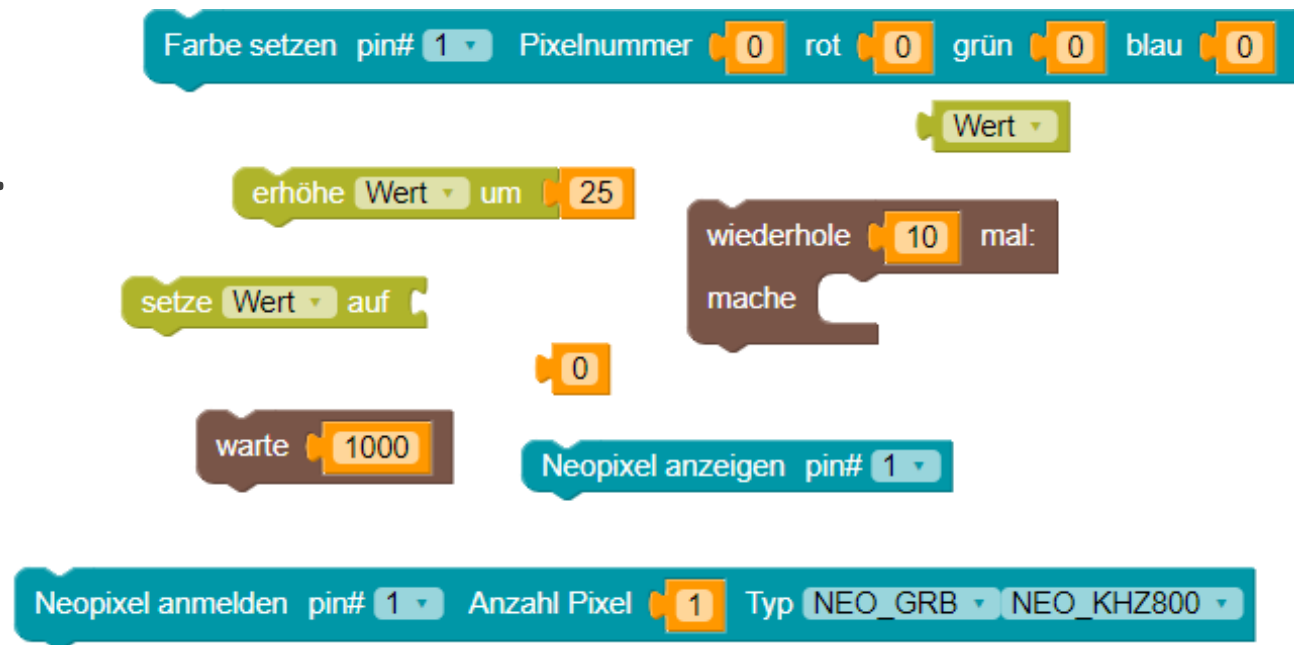 Farbe setzen pin# 1 Pixelnummer 0 rot 0 grün 0 blau 0
Wert
erhöhe Wert um 25
wiederhole 10 mal:
mache
setze Wert auf
0
warte 1000
Neopixel anzeigen pin# 1
Neopixel anmelden pin# 1 Anzahl Pixel 1 Typ NEO_GRB NEO_KHZ800